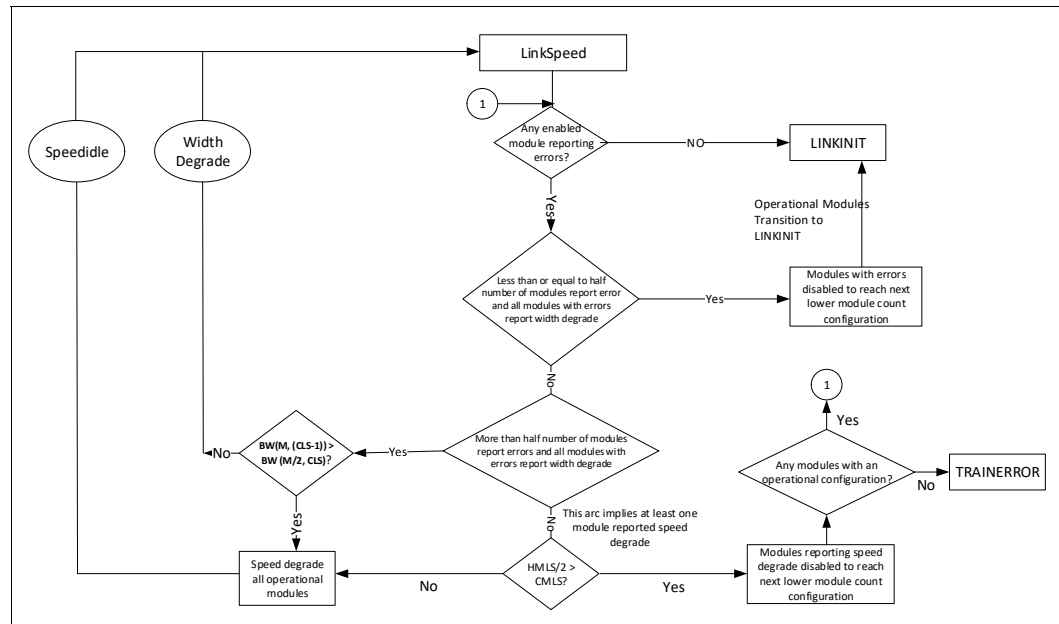 LinkSpeed
1
Any enabled
module reporting
errors?
NO
LINKINIT
Speedidle
Width
Degrade
Yes
Operational Modules
Transition to
LINKINIT
Less than or equal to half
number of modules report error
and all modules with errors
report width degrade
Yes
Modules with errors
disabled to reach next
lower module count
configuration
No
1
Yes
BW(M, (CLS-1)) >
BW (M/2, CLS)?
No
Yes
More than half number of modules
report errors and all modules with
errors report width degrade
Any modules with an
operational configuration?
No
TRAINERROR
Yes
No
This arc implies at least one
module reported speed
degrade
Speed degrade
all operational
modules
No
HMLS/2 >
CMLS?
Yes
Modules reporting speed
degrade disabled to reach
next lower module count
configuration